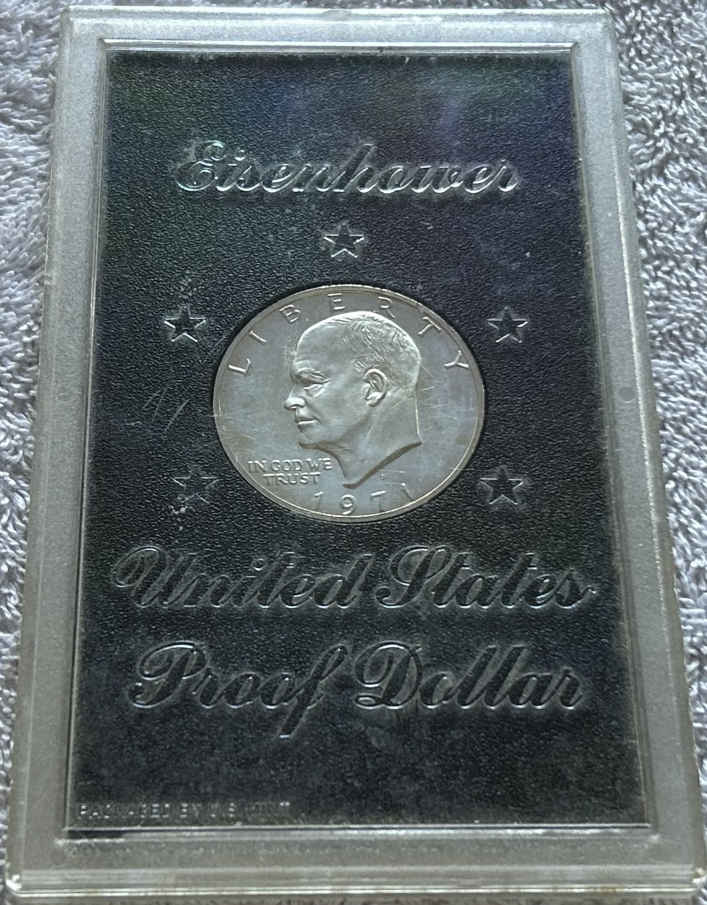 Eisenhower
LIBERTY
IN GOD WE
TRUST
1971
United States
Proof Dollar
PACKAGED BY U.S. MINT